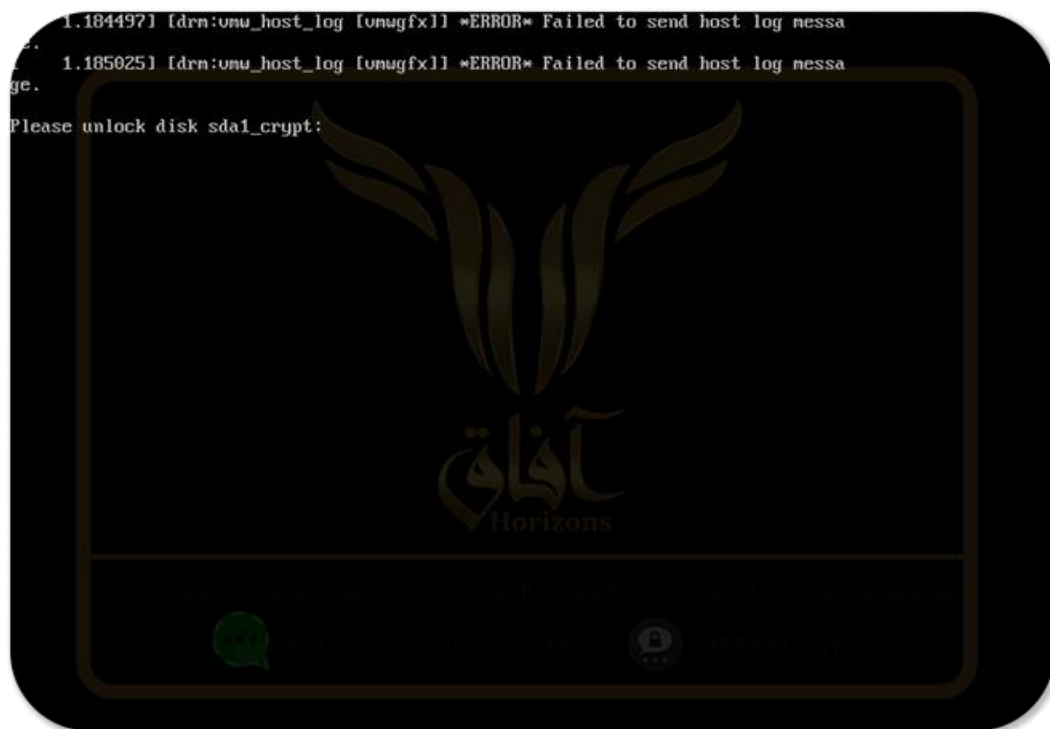 1.184497] [drm:vmw_host_log [vmwgfx]] *ERROR* Failed to send host log messa
ge.
1.185025] [drm:vmw_host_log [vmwgfx]] *ERROR* Failed to send host log messa
ge.
Please unlock disk sda1_crypt:
آفاق
Horizons